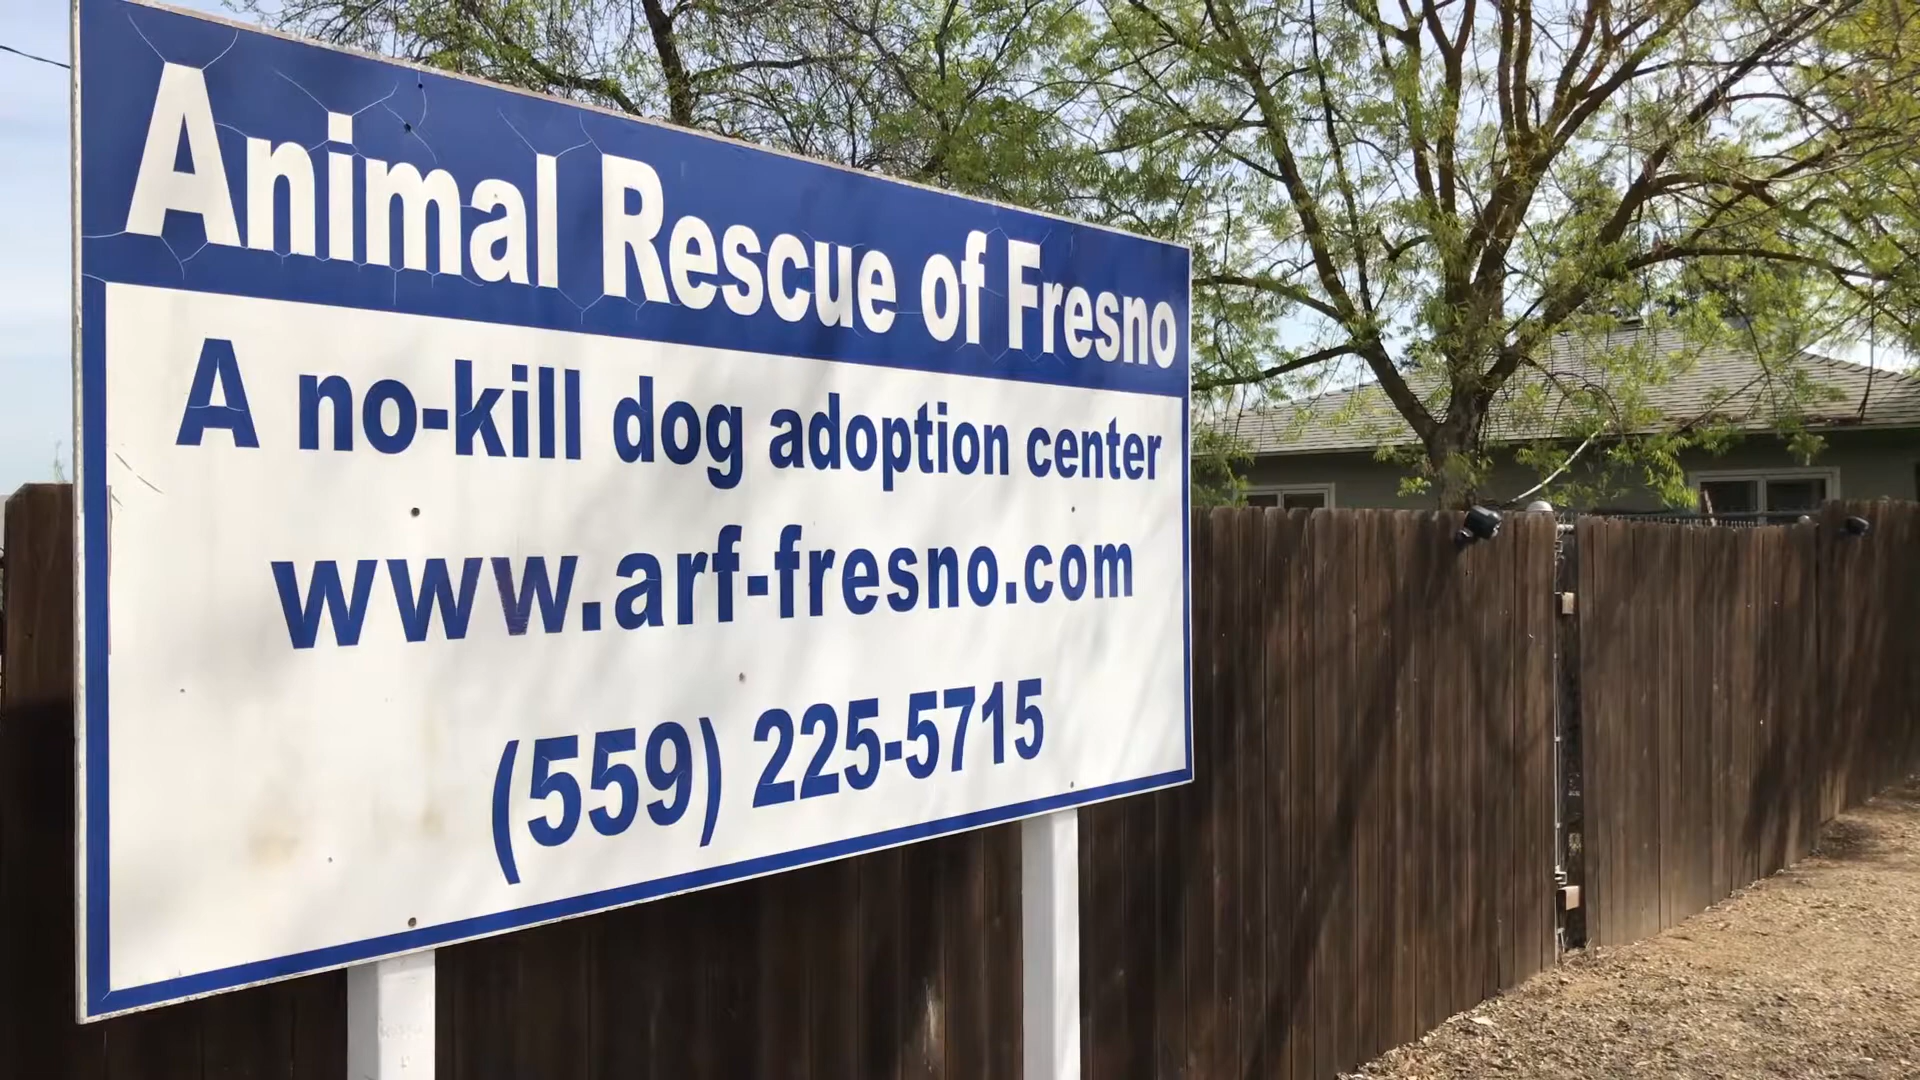 Animal Rescue of Fresno
A no-kill dog adoption center
www.arf-fresno.com
(559) 225-5715